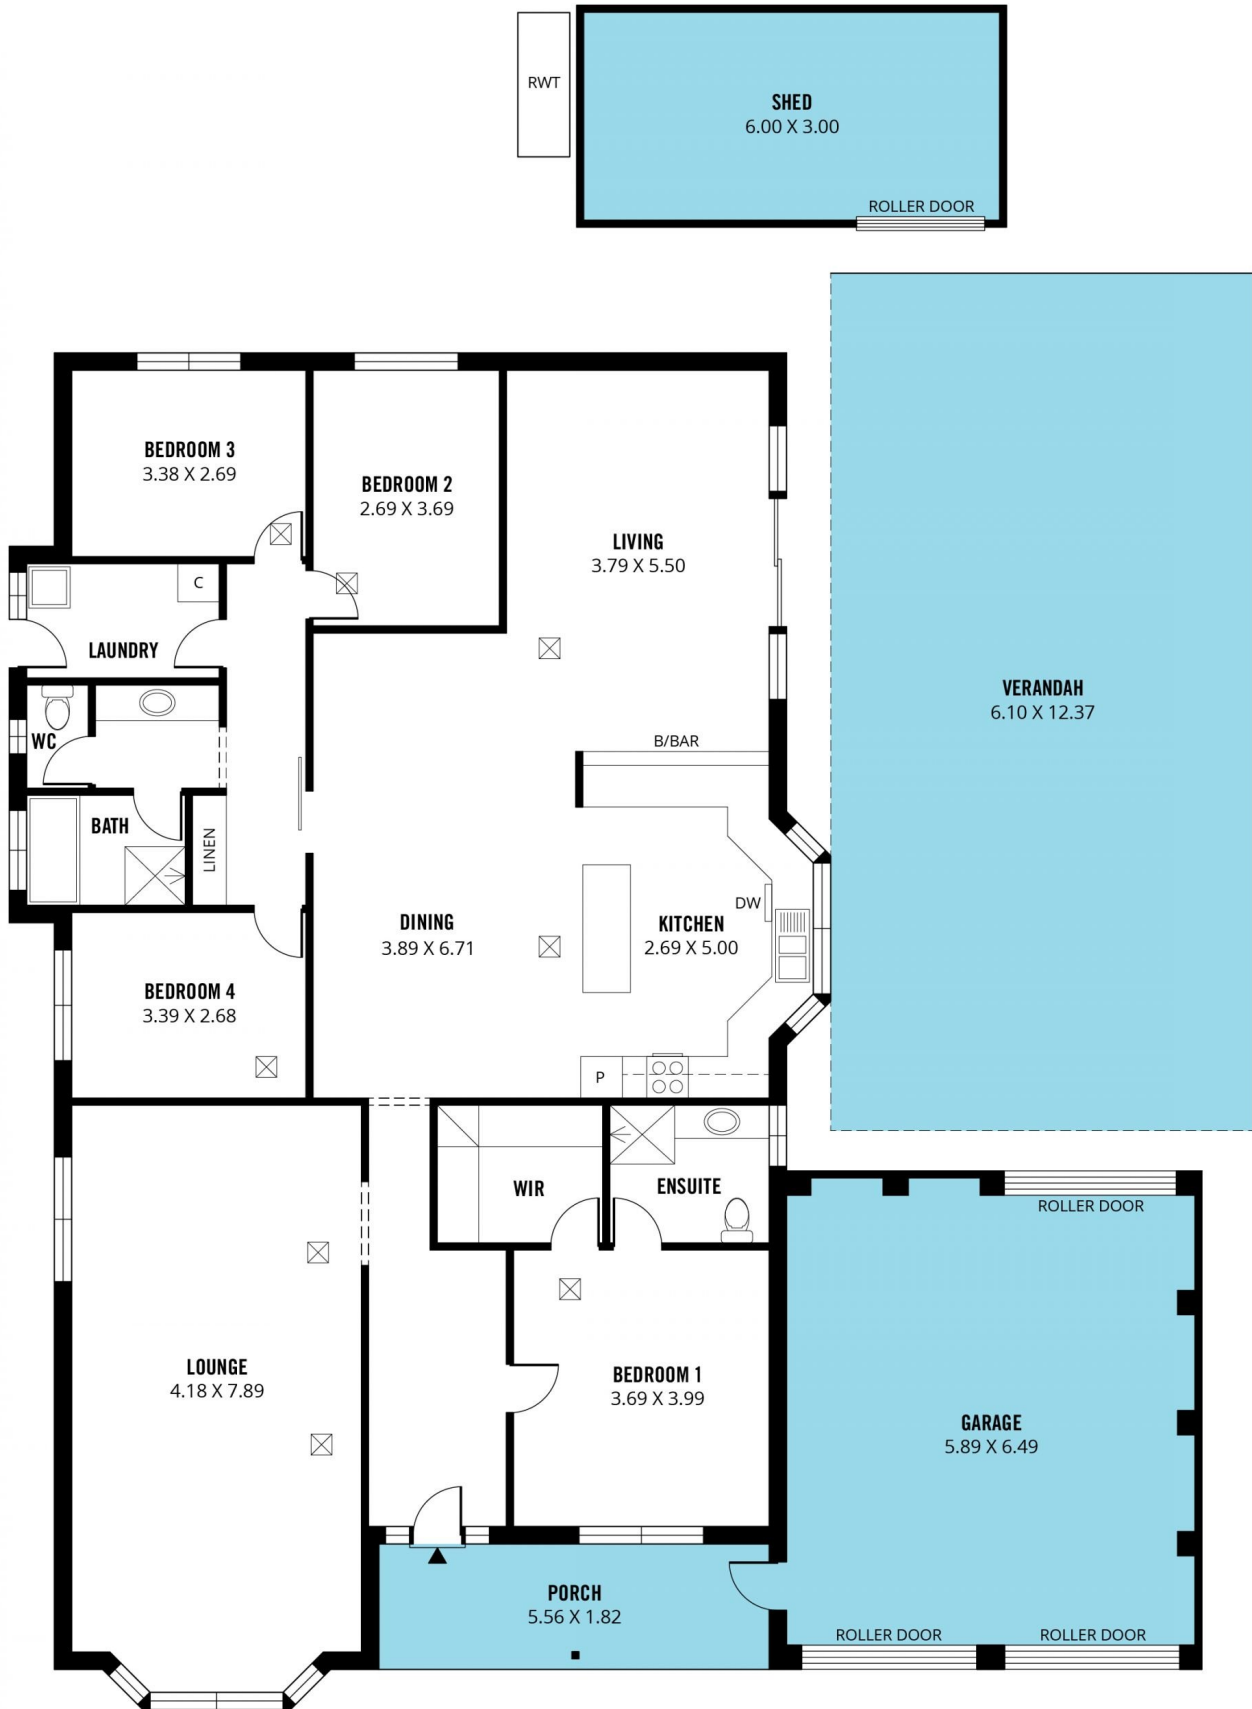 RWT
SHED
6.00 X 3.00
ROLLER DOOR
BEDROOM 3
3.38 X 2.69
BEDROOM 2
2.69 X 3.69
LIVING
3.79 X 5.50
C
LAUNDRY
VERANDAH
6.10 X 12.37
WC
B/BAR
BATH
LINEN
DINING
3.89 X 6.71
DW
KITCHEN
2.69 X 5.00
BEDROOM 4
3.39 X 2.68
P
WIR
ENSUITE
ROLLER DOOR
LOUNGE
4.18 X 7.89
BEDROOM 1
3.69 X 3.99
GARAGE
5.89 X 6.49
PORCH
5.56 X 1.82
ROLLER DOOR
ROLLER DOOR